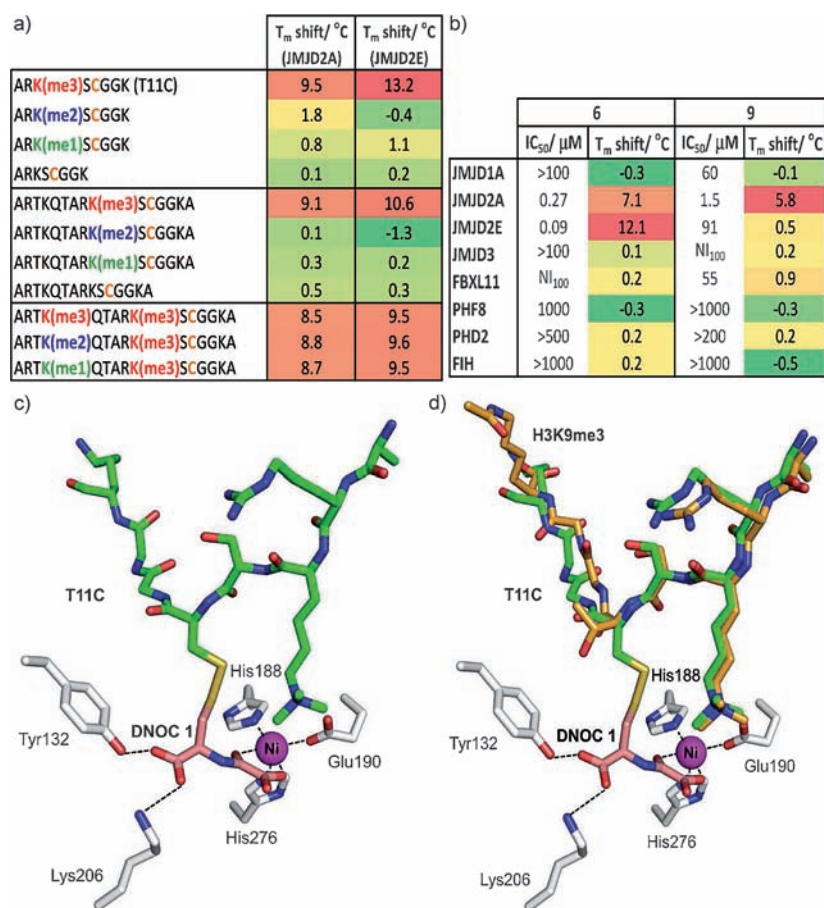 a)
Tm shift/ °C (JMJD2A) Tm shift/ °C (JMJD2E)
ARK(me3)SCGGK (T11C) 9.5 13.2
ARK(me2)SCGGK 1.8 -0.4
ARK(me1)SCGGK 0.8 1.1
ARKSCGGK 0.1 0.2
ARTKQTARK(me3)SCGGKA 9.1 10.6
ARTKQTARK(me2)SCGGKA 0.1 -1.3
ARTKQTARK(me1)SCGGKA 0.3 0.2
ARTKQTARKSCGGKA 0.5 0.3
ARTK(me3)QTARK(me3)SCGGKA 8.5 9.5
ARTK(me2)QTARK(me3)SCGGKA 8.8 9.6
ARTK(me1)QTARK(me3)SCGGKA 8.7 9.5
b)
6 9
IC50/ μM Tm shift/ °C IC50/ μM Tm shift/ °C
JMJD1A >100 -0.3 60 -0.1
JMJD2A 0.27 7.1 1.5 5.8
JMJD2E 0.09 12.1 91 0.5
JMJD3 >100 0.1 NI100 0.2
FBXL11 NI100 0.2 55 0.9
PHF8 1000 -0.3 >1000 -0.3
PHD2 >500 0.2 >200 0.2
FIH >1000 0.2 >1000 -0.5
c)
T11C
His188
Tyr132
DNOC 1
Ni
Glu190
His276
Lys206
d)
H3K9me3
T11C
His188
Tyr132
DNOC 1
Ni
Glu190
His276
Lys206